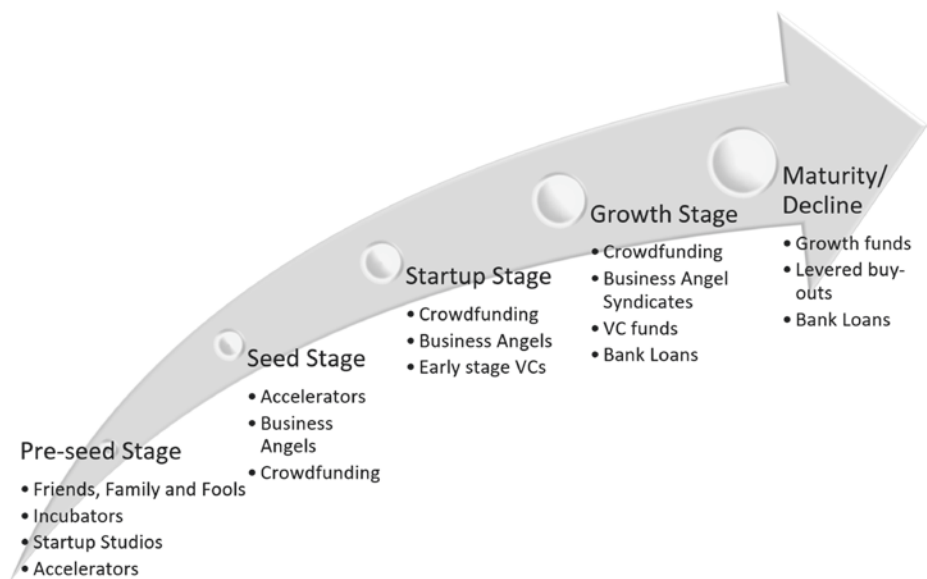 Pre-seed Stage
• Friends, Family and Fools
• Incubators
• Startup Studios
• Accelerators
Seed Stage
• Accelerators
• Business
Angels
• Crowdfunding
Startup Stage
• Crowdfunding
• Business Angels
• Early stage VCs
Growth Stage
• Crowdfunding
• Business Angel
Syndicates
• VC funds
• Bank Loans
Maturity/
Decline
• Growth funds
• Levered buy-
outs
• Bank Loans